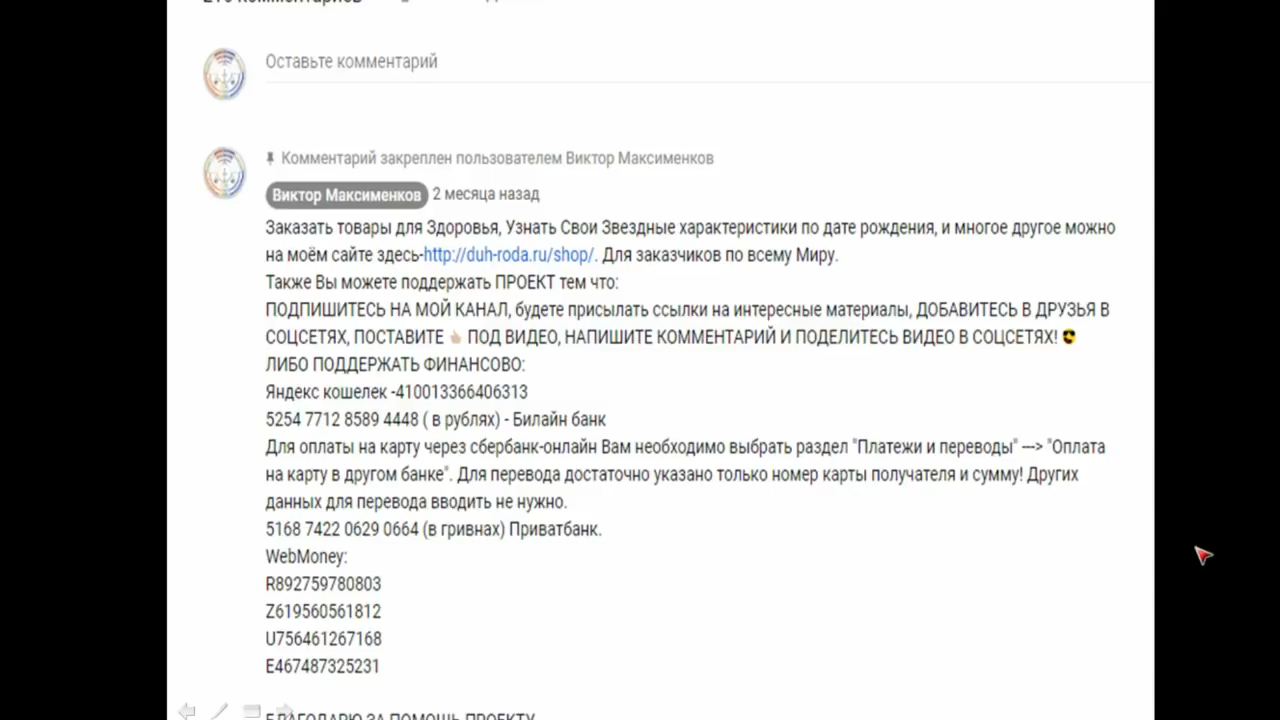 Оставьте комментарий
Комментарий закреплен пользователем Виктор Максименков
Виктор Максименков 2 месяца назад
Заказать товары для Здоровья, Узнать Свои Звездные характеристики по дате рождения, и многое другое можно
на моём сайте здесь-http://duh-roda.ru/shop/. Для заказчиков по всему Миру.
Также Вы можете поддержать ПРОЕКТ тем что:
ПОДПИШИТЕСЬ НА МОЙ КАНАЛ, будете присылать ссылки на интересные материалы, ДОБАВИТЕСЬ В ДРУЗЬЯ В
СОЦСЕТЯХ, ПОСТАВИТЕ 👍🏻 ПОД ВИДЕО, НАПИШИТЕ КОММЕНТАРИЙ И ПОДЕЛИТЕСЬ ВИДЕО В СОЦСЕТЯХ! 😎
ЛИБО ПОДДЕРЖАТЬ ФИНАНСОВО:
Яндекс кошелек -410013366406313
5254 7712 8589 4448 ( в рублях) - Билайн банк
Для оплаты на карту через сбербанк-онлайн Вам необходимо выбрать раздел "Платежи и переводы" ---> "Оплата
на карту в другом банке". Для перевода достаточно указано только номер карты получателя и сумму! Других
данных для перевода вводить не нужно.
5168 7422 0629 0664 (в гривнах) Приватбанк.
WebMoney:
R892759780803
Z619560561812
U756461267168
E467487325231
БЛАГОДАРЮ ЗА ПОМОЩЬ ПРОЕКТУ